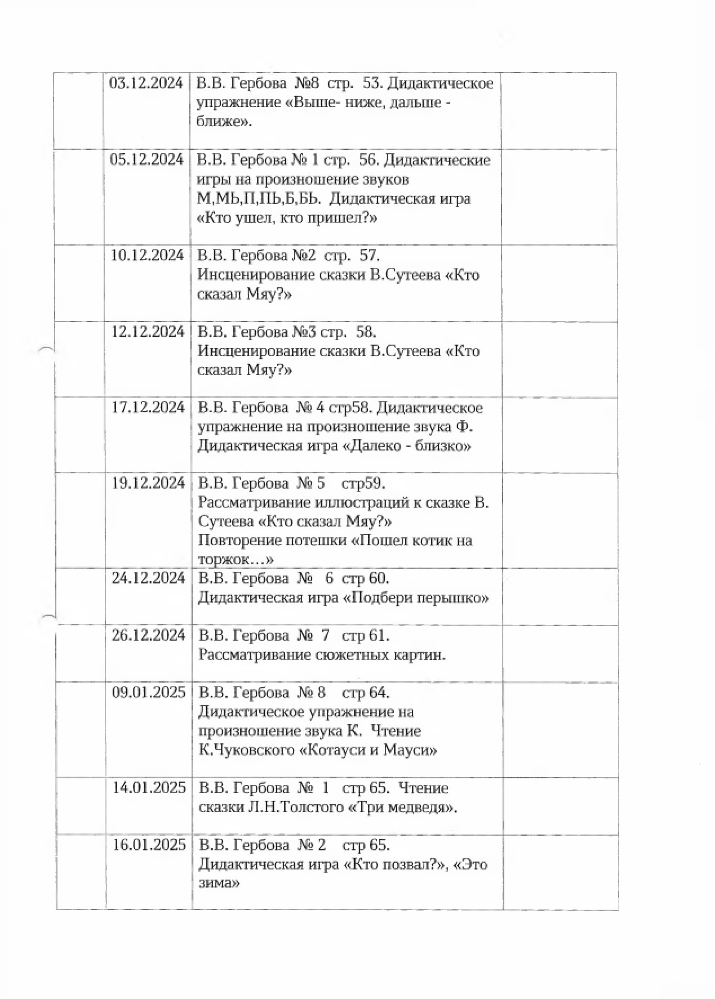 03.12.2024 В.В. Гербова №8 стр. 53. Дидактическое
упражнение «Выше- ниже, дальше -
ближе».
05.12.2024 В.В. Гербова № 1 стр. 56. Дидактические
игры на произношение звуков
М,МЬ,П,ПЬ,Б,БЬ. Дидактическая игра
«Кто ушел, кто пришел?»
10.12.2024 В.В. Гербова №2 стр. 57.
Инсценирование сказки В.Сутеева «Кто
сказал Мяу?»
12.12.2024 В.В. Гербова №3 стр. 58.
Инсценирование сказки В.Сутеева «Кто
сказал Мяу?»
17.12.2024 В.В. Гербова № 4 стр58. Дидактическое
упражнение на произношение звука Ф.
Дидактическая игра «Далеко - близко»
19.12.2024 В.В. Гербова № 5 стр59.
Рассматривание иллюстраций к сказке В.
Сутеева «Кто сказал Мяу?»
Повторение потешки «Пошел котик на
торжок...»
24.12.2024 В.В. Гербова № 6 стр 60.
Дидактическая игра «Подбери перышко»
26.12.2024 В.В. Гербова № 7 стр 61.
Рассматривание сюжетных картин.
09.01.2025 В.В. Гербова № 8 стр 64.
Дидактическое упражнение на
произношение звука К. Чтение
К.Чуковского «Котауси и Мауси»
14.01.2025 В.В. Гербова № 1 стр 65. Чтение
сказки Л.Н.Толстого «Три медведя».
16.01.2025 В.В. Гербова № 2 стр 65.
Дидактическая игра «Кто позвал?», «Это
зима»